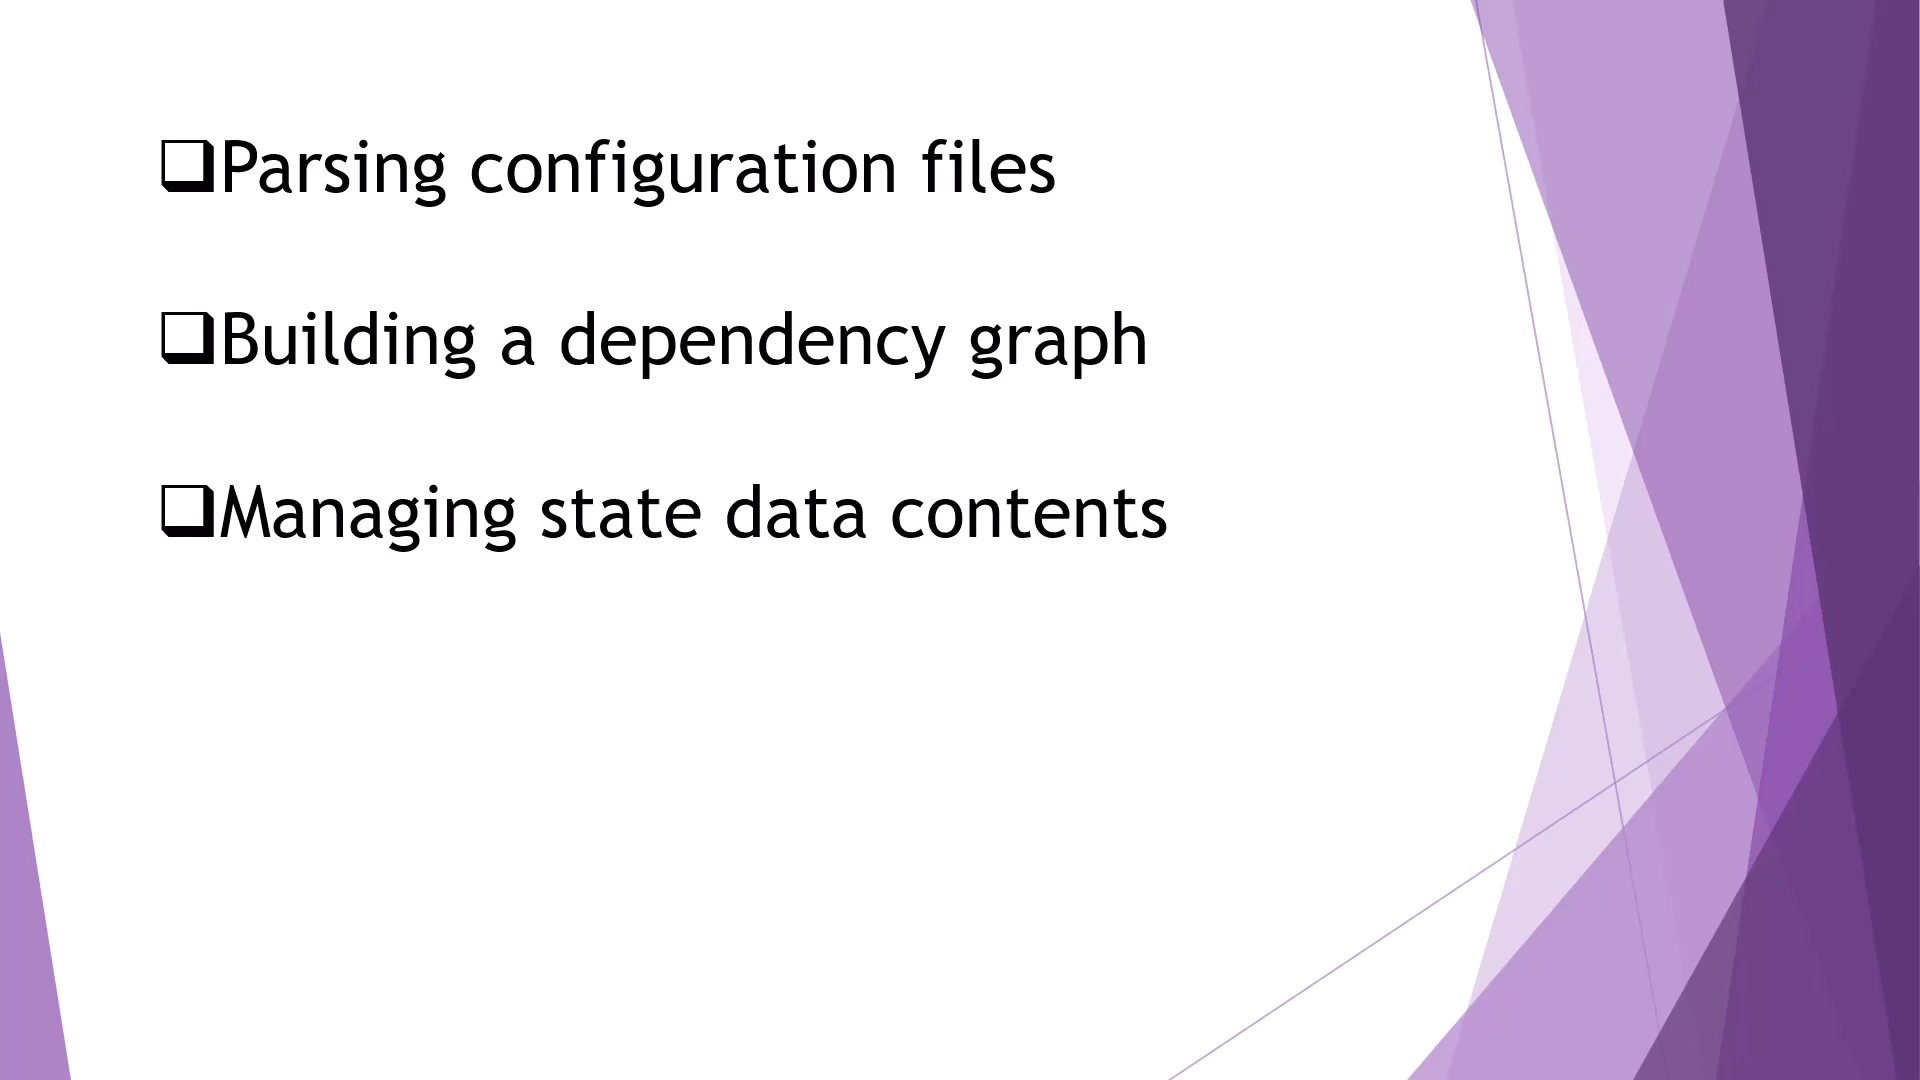 ❑Parsing configuration files
❑Building a dependency graph
❑Managing state data contents